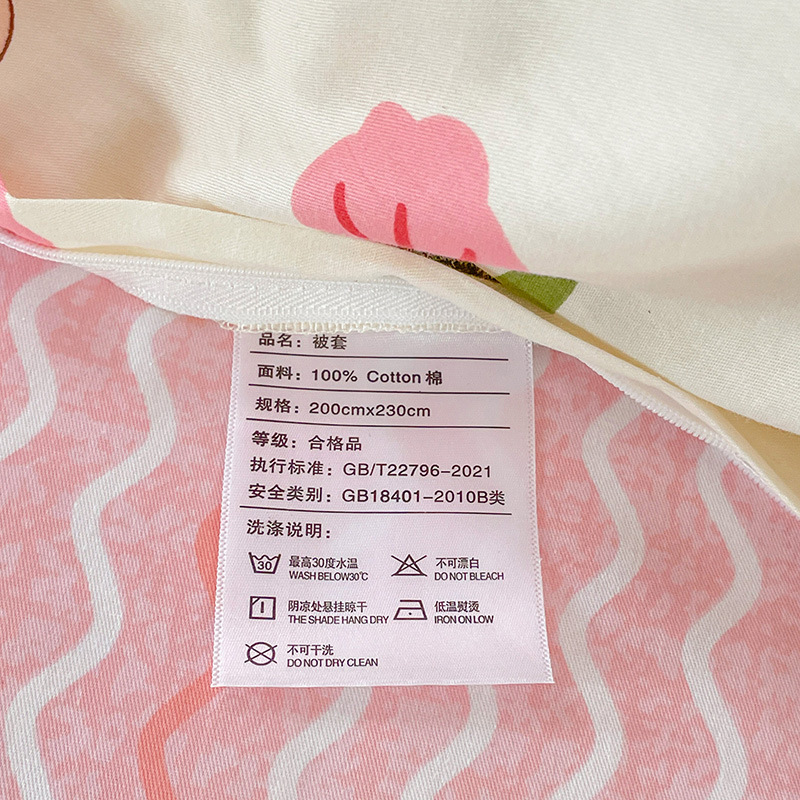 品名：被套
面料：100% Cotton 棉
规格：200cmx230cm
等级：合格品
执行标准：GB/T22796-2021
安全类别：GB18401-2010B类
洗涤说明：
30 最高30度水温 不可漂白
WASH BELOW30℃ DO NOT BLEACH
阴凉处悬挂晾干 低温熨烫
THE SHADE HANG DRY IRON ON LOW
不可干洗
DO NOT DRY CLEAN